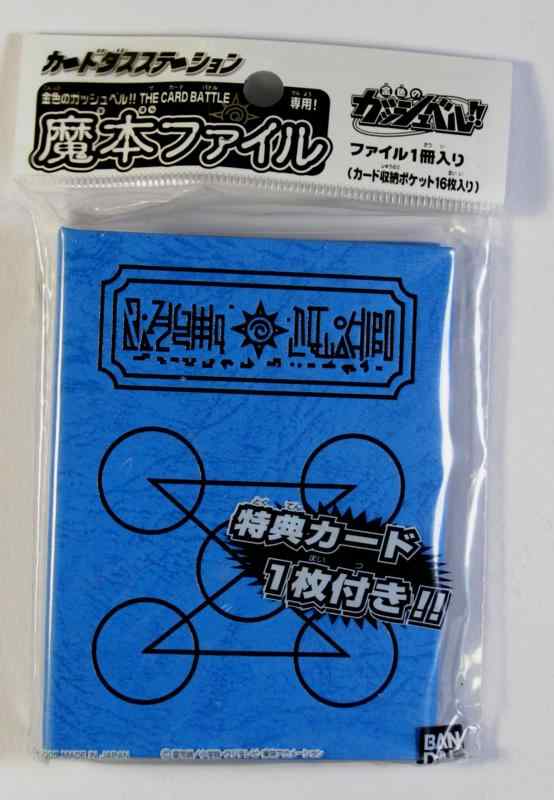 カードダスステーション
金色のガッシュベル!! THE CARD BATTLE 専用!
魔本ファイル
金色の
ガッシュベル!!
ファイル1冊入り
(カード収納ポケット16枚入り)
特典カード
1枚付き!!
MADE IN JAPAN
BAN
DAI